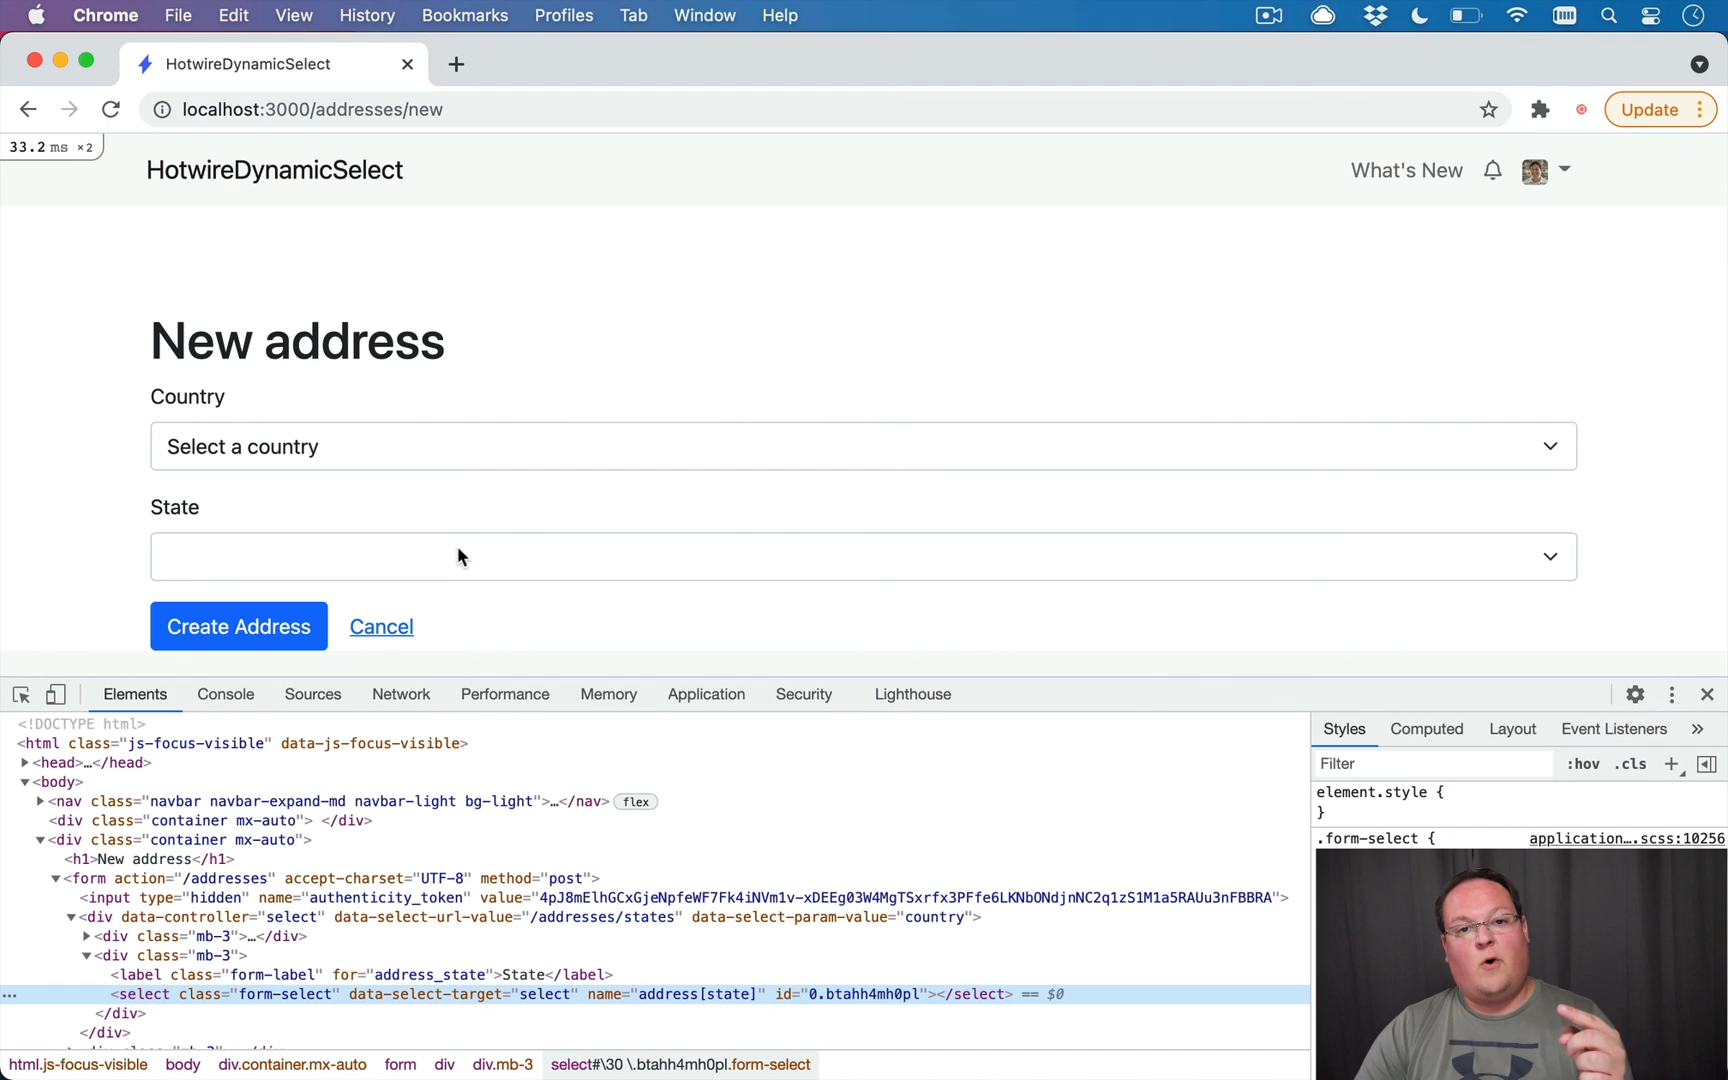 Chrome File Edit View History Bookmarks Profiles Tab Window Help
HotwireDynamicSelect
localhost:3000/addresses/new
Update
33.2 ms ×2
HotwireDynamicSelect
What's New
New address
Country
Select a country
State
Create Address
Cancel
Elements Console Sources Network Performance Memory Application Security Lighthouse
<!DOCTYPE html>
<html class="js-focus-visible" data-js-focus-visible>
<head>…</head>
<body>
<nav class="navbar navbar-expand-md navbar-light bg-light">…</nav> flex
<div class="container mx-auto"> </div>
<div class="container mx-auto">
<h1>New address</h1>
<form action="/addresses" accept-charset="UTF-8" method="post">
<input type="hidden" name="authenticity_token" value="4pJ8mElhGCxGjeNpfeWF7Fk4iNVm1v-xDEEg03W4MgTSxrfx3PFfe6LKNbONdjnNC2q1zS1M1a5RAUu3nFBBRA">
<div data-controller="select" data-select-url-value="/addresses/states" data-select-param-value="country">
<div class="mb-3">…</div>
<div class="mb-3">
<label class="form-label" for="address_state">State</label>
… <select class="form-select" data-select-target="select" name="address[state]" id="0.btahh4mh0pl"></select> == $0
</div>
</div>
html.js-focus-visible body div.container.mx-auto form div div.mb-3 select#\30 \.btahh4mh0pl.form-select
Styles Computed Layout Event Listeners »
Filter :hov .cls +
element.style {
}
.form-select { application….scss:10256